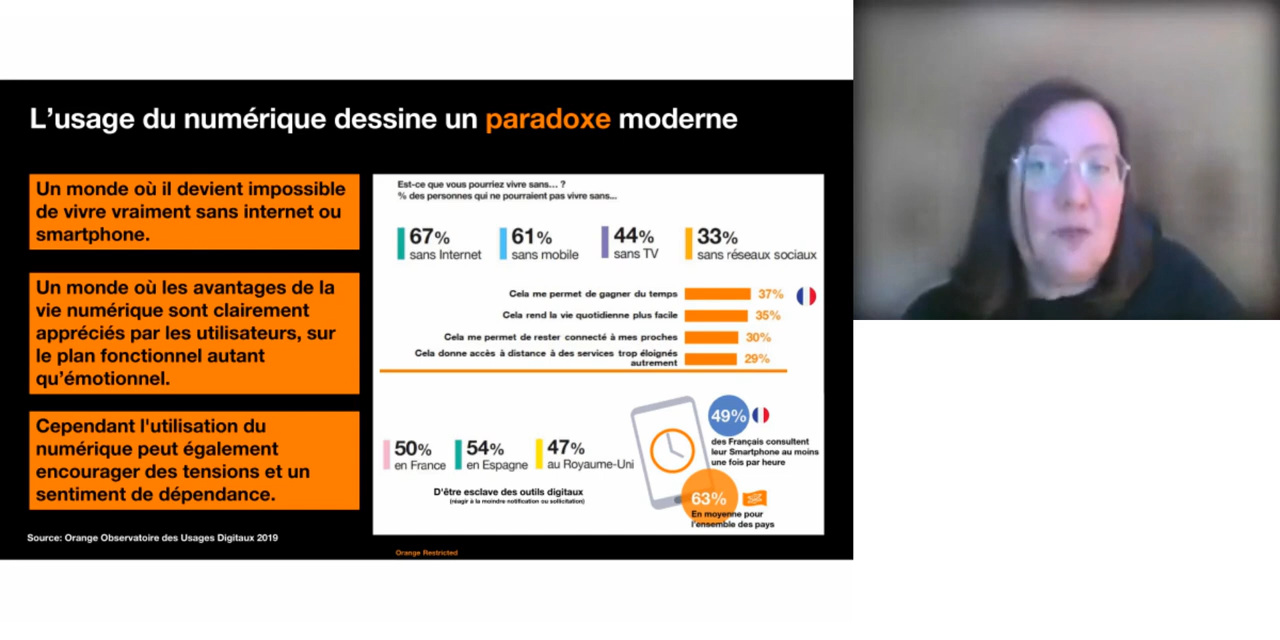 L'usage du numérique dessine un paradoxe moderne
Un monde où il devient impossible
de vivre vraiment sans internet ou
smartphone.
Un monde où les avantages de la
vie numérique sont clairement
appréciés par les utilisateurs, sur
le plan fonctionnel autant
qu'émotionnel.
Cependant l'utilisation du
numérique peut également
encourager des tensions et un
sentiment de dépendance.
Source: Orange Observatoire des Usages Digitaux 2019
Est-ce que vous pourriez vivre sans... ?
% des personnes qui ne pourraient pas vivre sans...
67% sans Internet
61% sans mobile
44% sans TV
33% sans réseaux sociaux
Cela me permet de gagner du temps 37%
Cela rend la vie quotidienne plus facile 35%
Cela me permet de rester connecté à mes proches 30%
Cela donne accès à distance à des services trop éloignés
autrement 29%
50% en France
54% en Espagne
47% au Royaume-Uni
D'être esclave des outils digitaux
(réagir à la moindre notification ou sollicitation)
49%
des Français consultent
leur Smartphone au moins
une fois par heure
63%
En moyenne pour
l'ensemble des pays
Orange Restricted